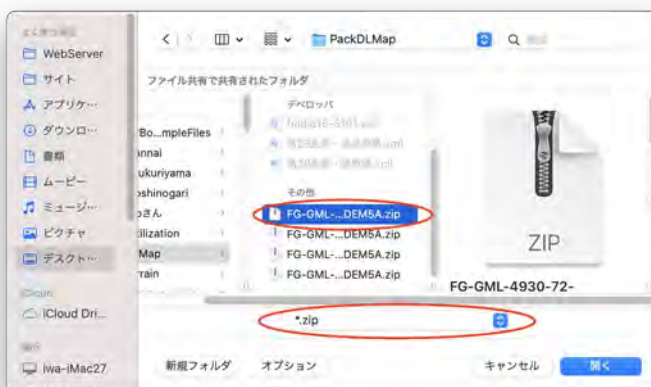 よく使う項目
WebServer
サイト
アプリケ…
ダウンロ…
書類
ムービー
ミュージ…
ピクチャ
デスクト…
iCloud
iCloud Dri…
iwa-iMac27
PackDLMap
ファイル共有で共有されたフォルダ
Bo...mpleFiles
nnai
ukuriyama
oshinogari
oさん
ilization
Map
rrain
デベロッパ
その他
FG-GML-...DEM5A.zip
FG-GML-...DEM5A.zip
FG-GML-...DEM5A.zip
FG-GML-...DEM5A.zip
ZIP
FG-GML-4930-72-
*.zip
新規フォルダ
オプション
キャンセル
開く